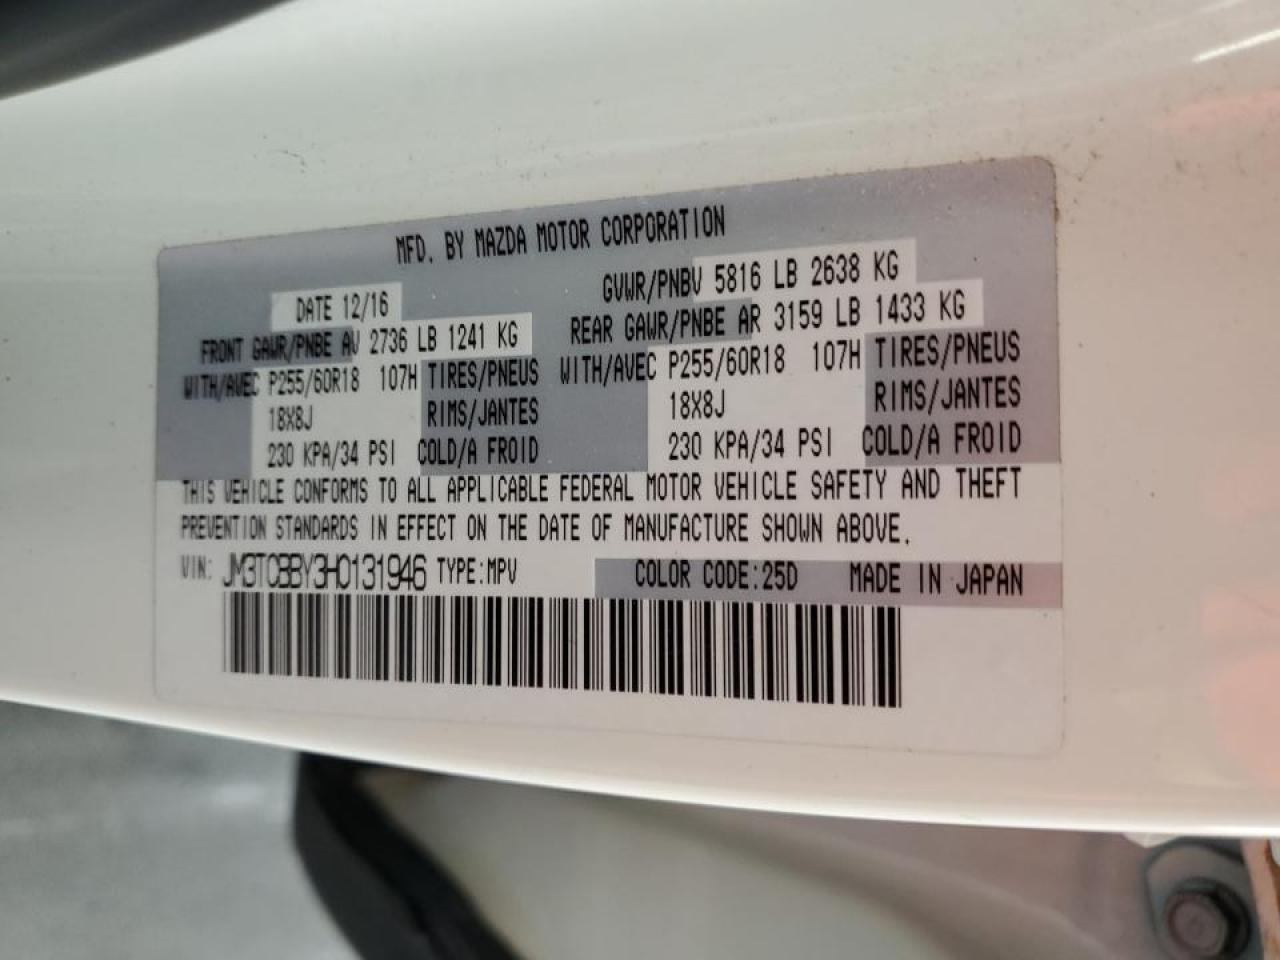 MFD. BY MAZDA MOTOR CORPORATION
DATE 12/16 GVWR/PNBV 5816 LB 2638 KG
FRONT GAWR/PNBE AV 2736 LB 1241 KG REAR GAWR/PNBE AR 3159 LB 1433 KG
WITH/AVEC P255/60R18 107H TIRES/PNEUS WITH/AVEC P255/60R18 107H TIRES/PNEUS
18X8J RIMS/JANTES 18X8J RIMS/JANTES
230 KPA/34 PSI COLD/A FROID 230 KPA/34 PSI COLD/A FROID
THIS VEHICLE CONFORMS TO ALL APPLICABLE FEDERAL MOTOR VEHICLE SAFETY AND THEFT
PREVENTION STANDARDS IN EFFECT ON THE DATE OF MANUFACTURE SHOWN ABOVE.
VIN: JM3TCBBY3H0131946 TYPE:MPV COLOR CODE:25D MADE IN JAPAN